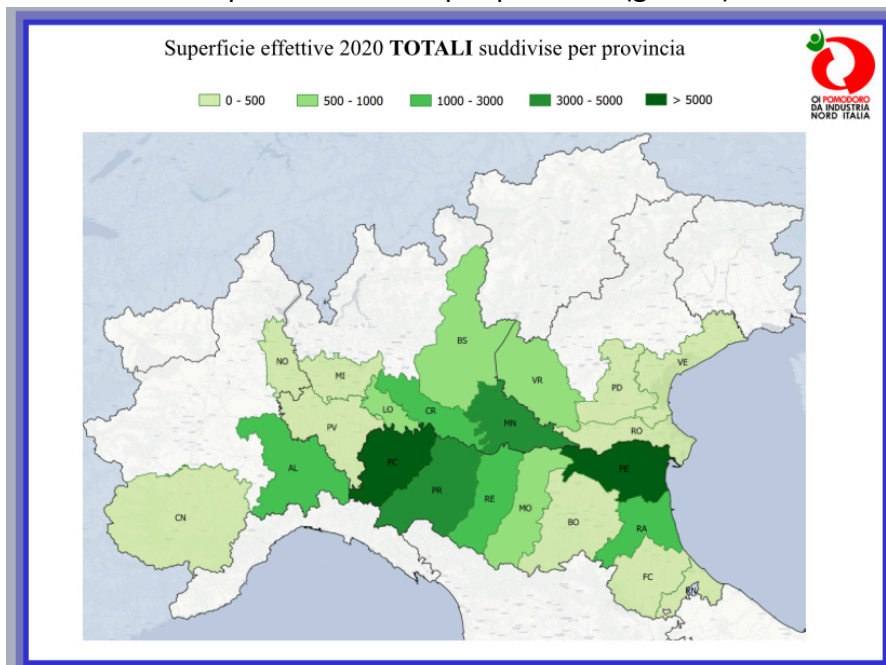 Superficie effettive 2020 TOTALI suddivise per provincia
0 - 500
500 - 1000
1000 - 3000
3000 - 5000
> 5000
OI POMODORO
DA INDUSTRIA
NORD ITALIA
BS
NO
MI
VR
PD
VE
LO
CR
PV
MN
RO
AL
PC
FE
PR
RE
MO
CN
BO
RA
FC
RN